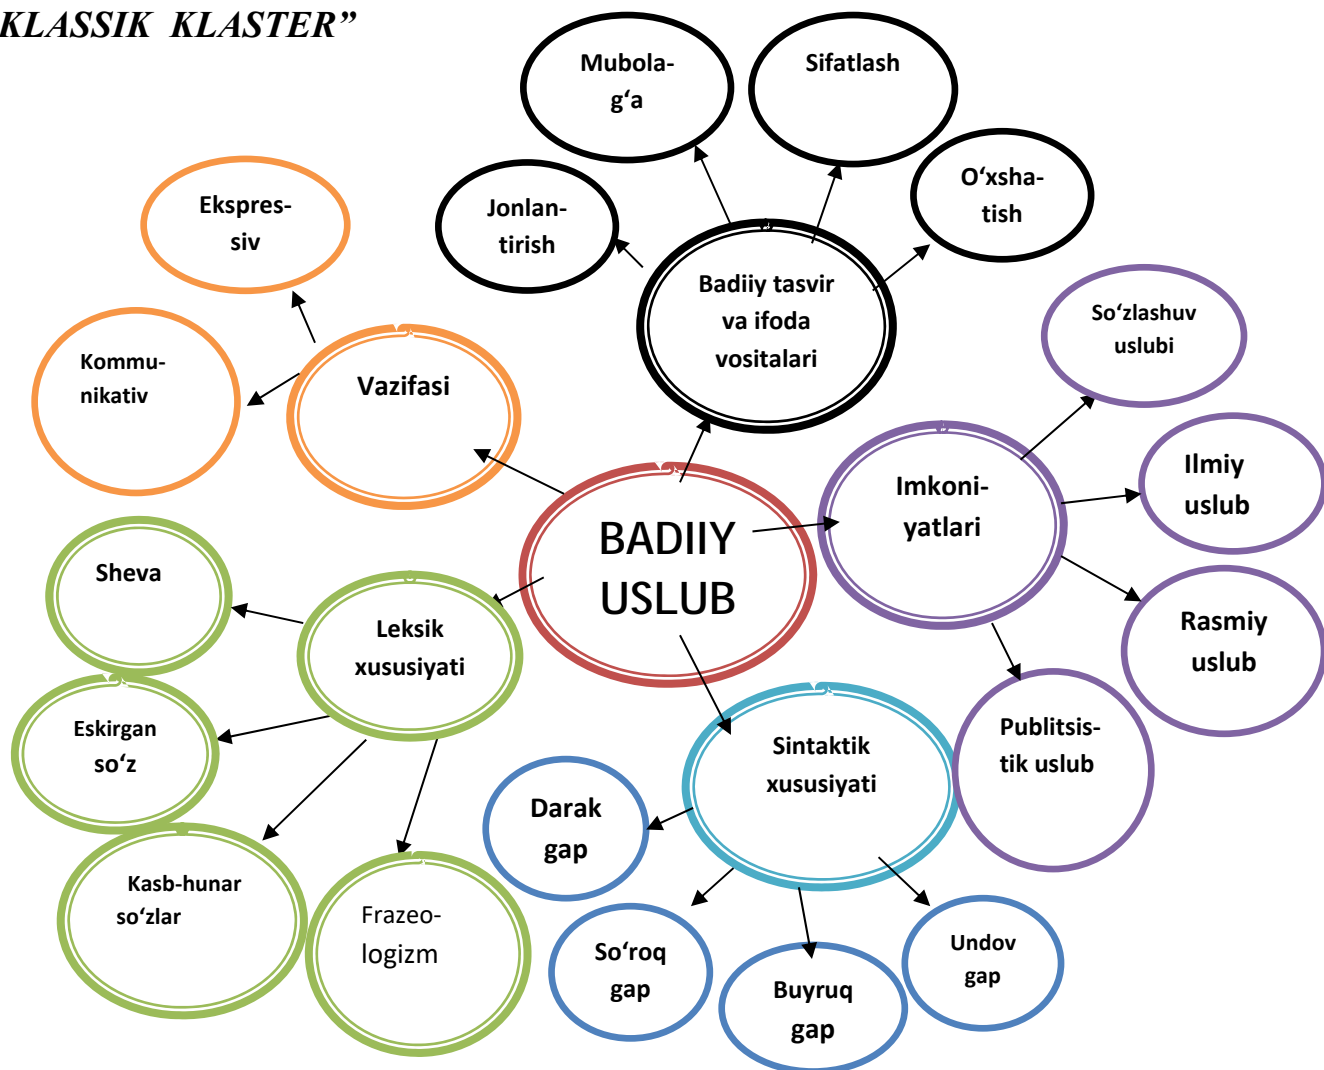 KLASSIK KLASTER”
Mubola-
g‘a
Sifatlash
O‘xsha-
tish
Jonlan-
tirish
Ekspres-
siv
Badiiy tasvir
va ifoda
vositalari
So‘zlashuv
uslubi
Kommu-
nikativ
Vazifasi
Imkoni-
yatlari
Ilmiy
uslub
BADIIY
USLUB
Sheva
Leksik
xususiyati
Rasmiy
uslub
Eskirgan
so‘z
Sintaktik
xususiyati
Publitsis-
tik uslub
Darak
gap
Kasb-hunar
so‘zlar
Frazeo-
logizm
So‘roq
gap
Buyruq
gap
Undov
gap